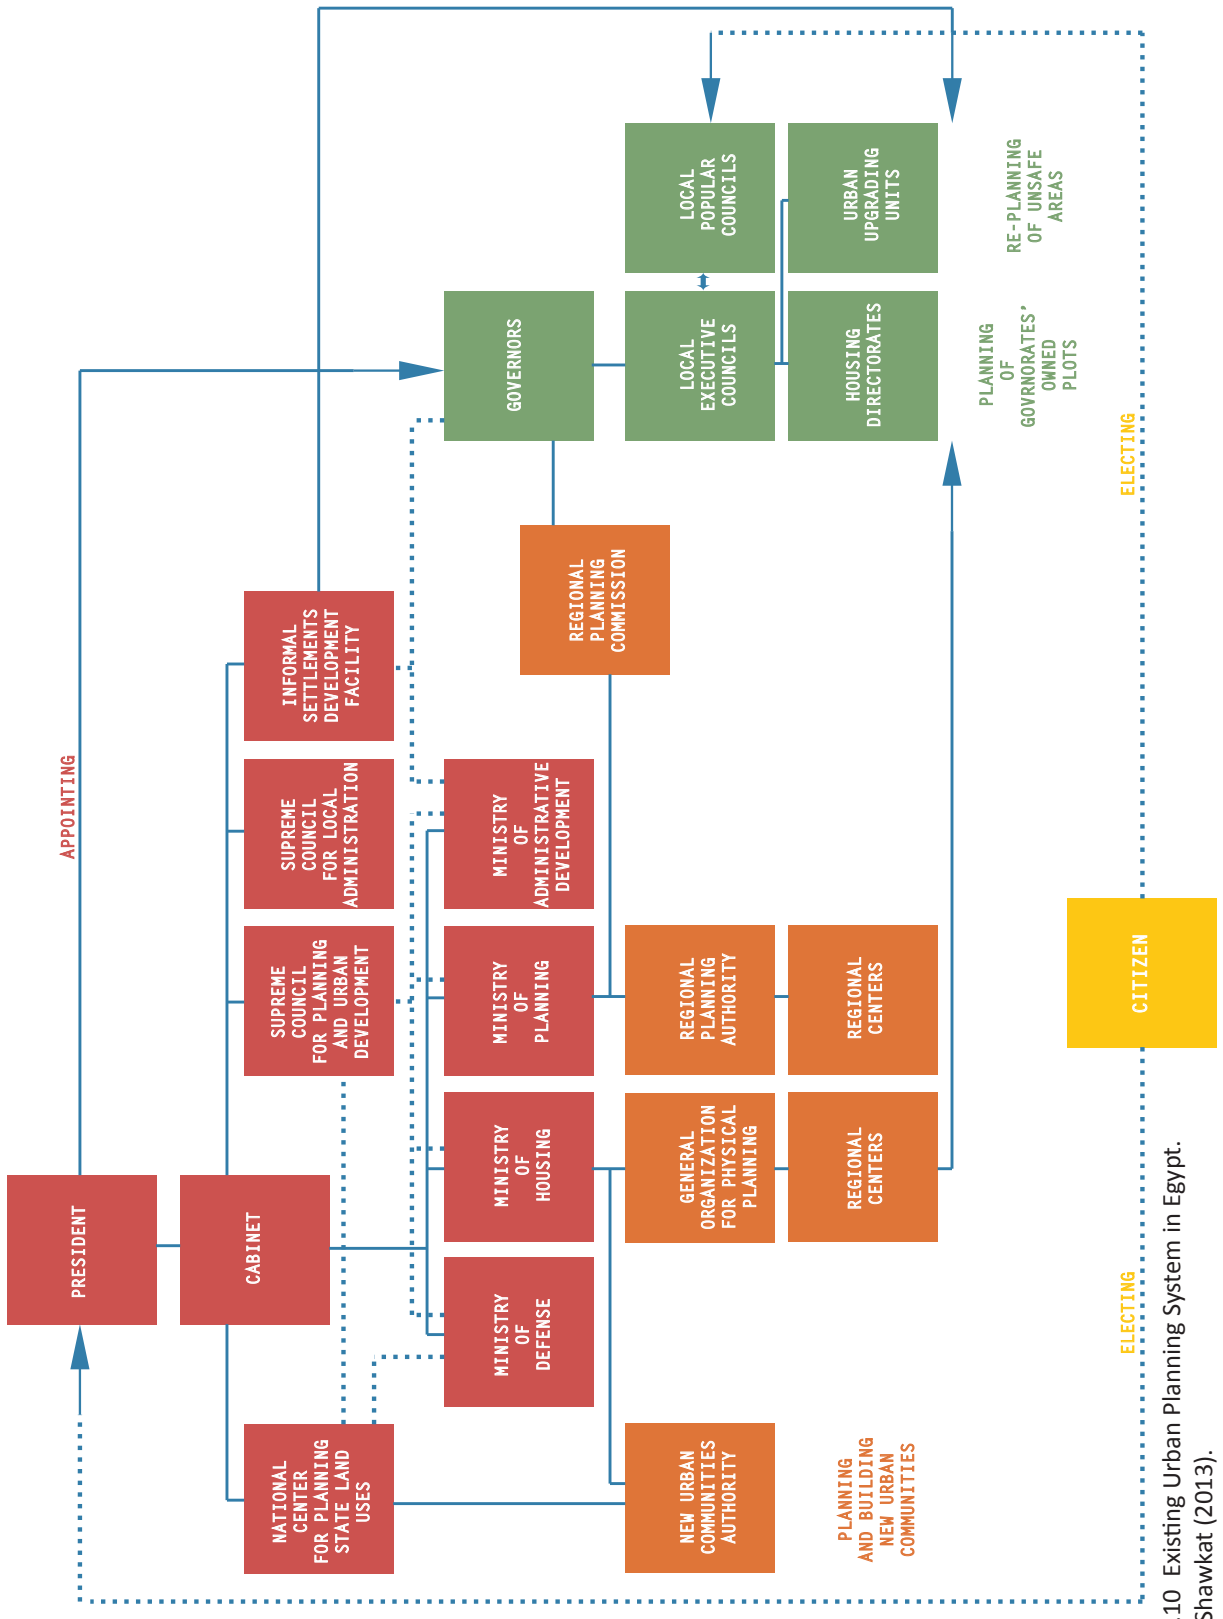 PRESIDENT
APPOINTING
CABINET
NATIONAL
CENTER
FOR PLANNING
STATE LAND
USES
SUPREME
COUNCIL
FOR PLANNING
AND URBAN
DEVELOPMENT
SUPREME
COUNCIL
FOR LOCAL
ADMINISTRATION
INFORMAL
SETTLEMENTS
DEVELOPMENT
FACILITY
MINISTRY
OF
DEFENSE
MINISTRY
OF
HOUSING
MINISTRY
OF
PLANNING
MINISTRY
OF
ADMINISTRATIVE
DEVELOPMENT
GOVERNORS
REGIONAL
PLANNING
COMMISSION
NEW URBAN
COMMUNITIES
AUTHORITY
GENERAL
ORGANIZATION
FOR PHYSICAL
PLANNING
REGIONAL
PLANNING
AUTHORITY
LOCAL
EXECUTIVE
COUNCILS
LOCAL
POPULAR
COUNCILS
REGIONAL
CENTERS
REGIONAL
CENTERS
HOUSING
DIRECTORATES
URBAN
UPGRADING
UNITS
PLANNING
AND BUILDING
NEW URBAN
COMMUNITIES
PLANNING
OF
GOVRNORATES’
OWNED
PLOTS
RE-PLANNING
OF UNSAFE
AREAS
ELECTING
CITIZEN
ELECTING
.10 Existing Urban Planning System in Egypt.
Shawkat (2013).